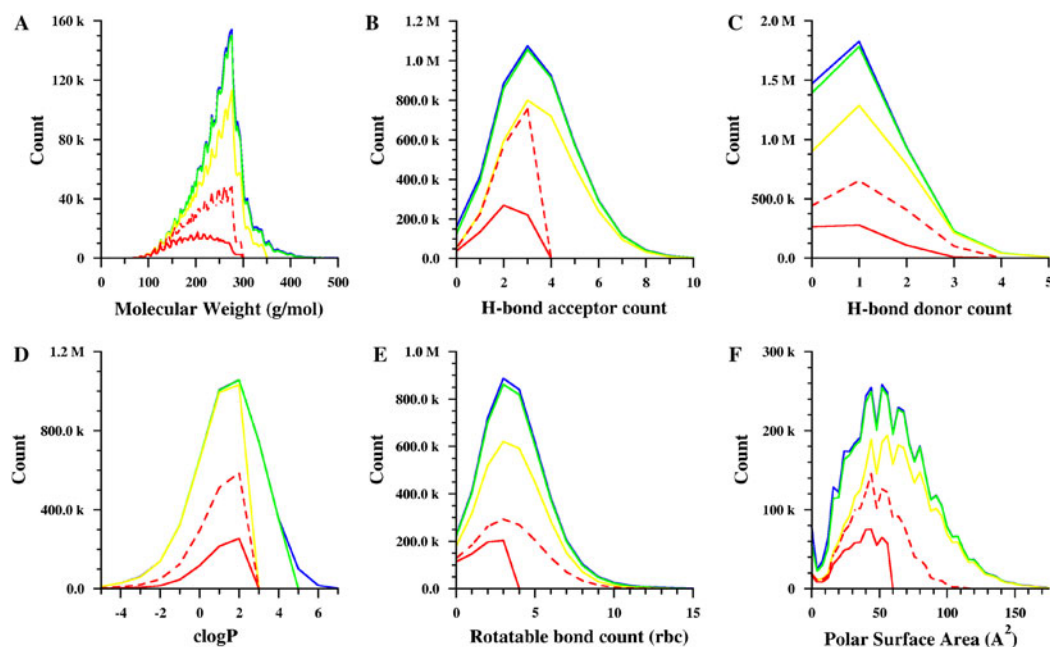 A
160 k
120 k
80 k
40 k
0
Count
0 100 200 300 400 500
Molecular Weight (g/mol)
B
1.2 M
1.0 M
800.0 k
600.0 k
400.0 k
200.0 k
0.0
Count
0 2 4 6 8 10
H-bond acceptor count
C
2.0 M
1.5 M
1.0 M
500.0 k
0.0
Count
0 1 2 3 4 5
H-bond donor count
D
1.2 M
800.0 k
400.0 k
0.0
Count
-4 -2 0 2 4 6
clogP
E
1.0 M
800.0 k
600.0 k
400.0 k
200.0 k
0.0
Count
0 5 10 15
Rotatable bond count (rbc)
F
300 k
200 k
100 k
0
Count
0 50 100 150
Polar Surface Area (A²)